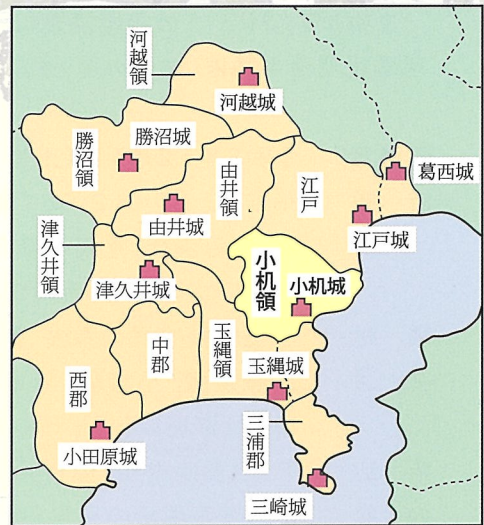 河越領
河越城
勝沼領
勝沼城
由井領
由井城
江戸
江戸城
葛西城
津久井領
津久井城
小机領
小机城
玉縄領
玉縄城
中郡
西郡
小田原城
三浦郡
三崎城